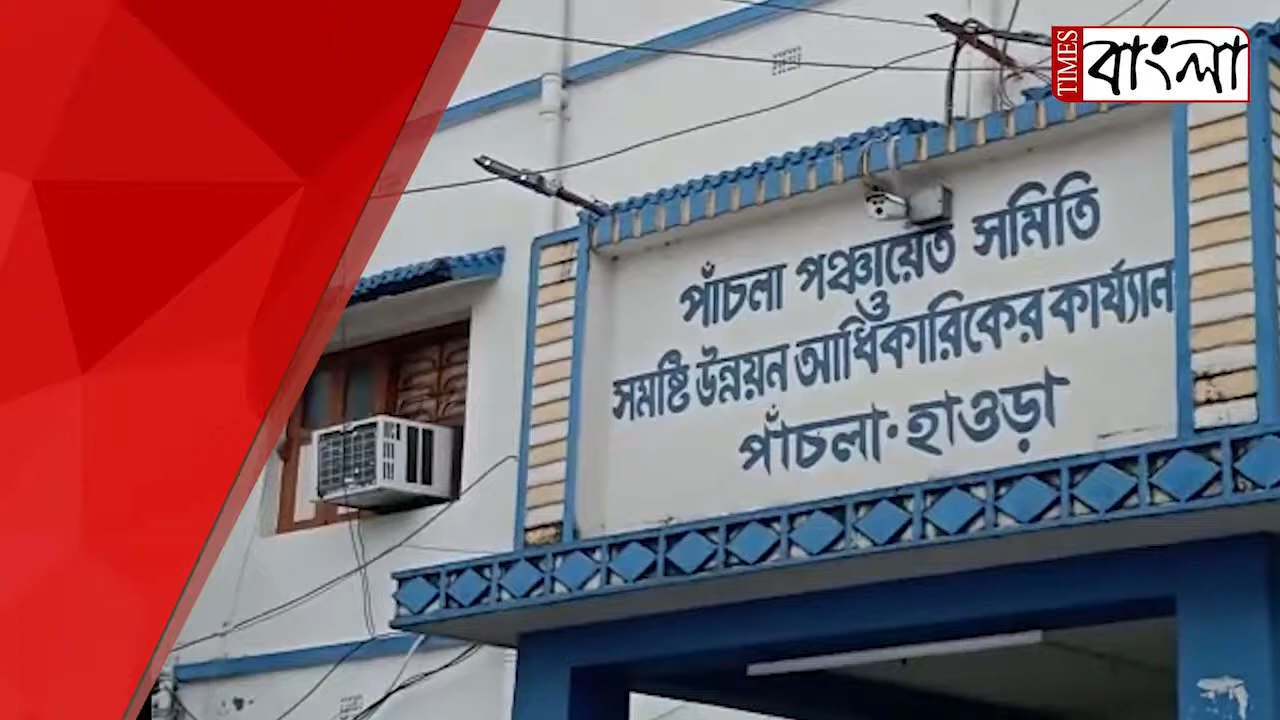 TIMES বাংলা
পাঁচলা পঞ্চায়েত সমিতি
ও
সমষ্টি উন্নয়ন আধিকারিকের
পাঁচলা · হাওড়া